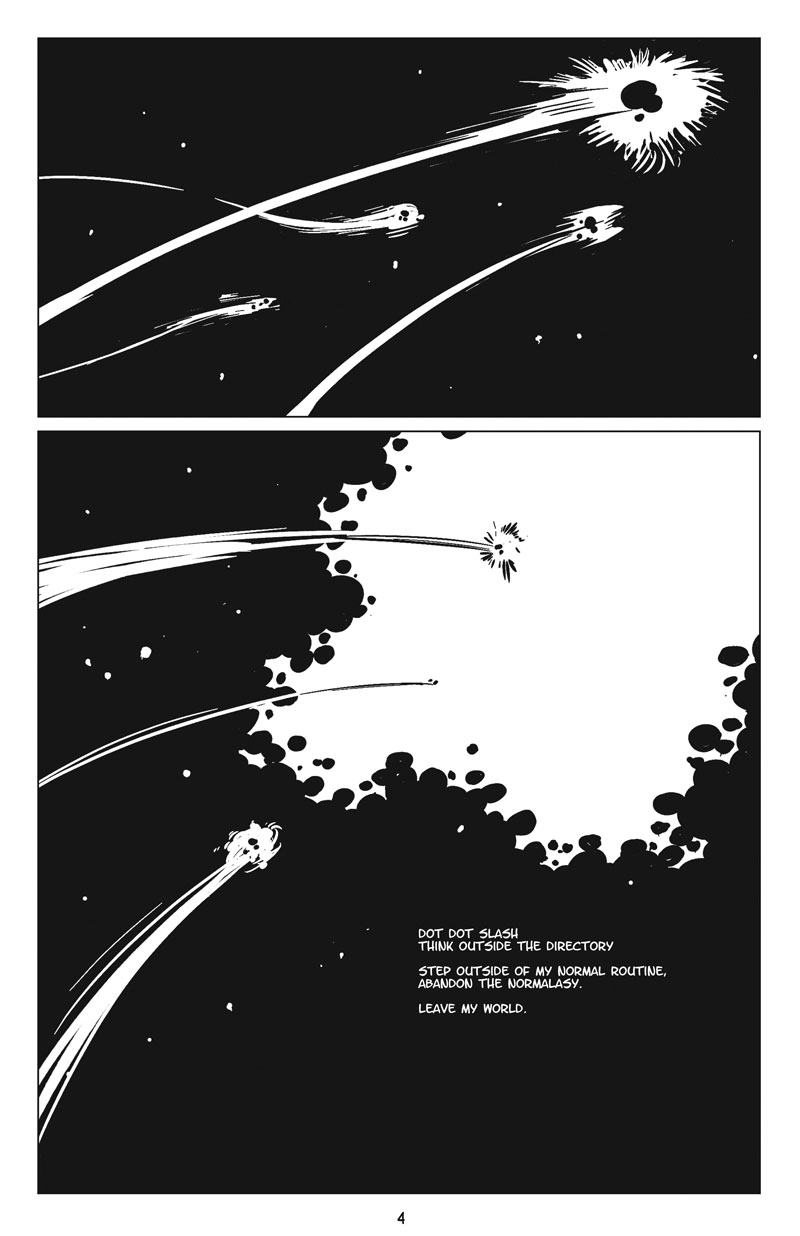 DOT DOT SLASH
THINK OUTSIDE THE DIRECTORY
STEP OUTSIDE OF MY NORMAL ROUTINE,
ABANDON THE NORMALASY.
LEAVE MY WORLD.
4